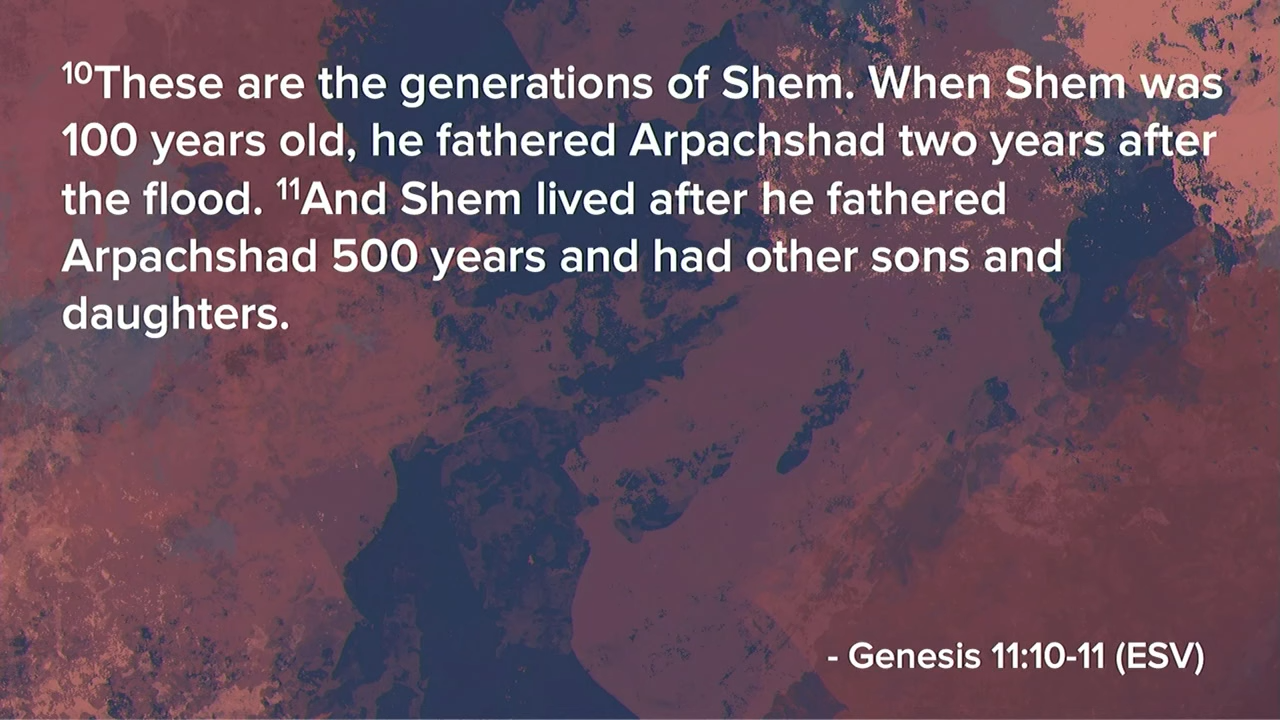 ¹⁰These are the generations of Shem. When Shem was
100 years old, he fathered Arpachshad two years after
the flood. ¹¹And Shem lived after he fathered
Arpachshad 500 years and had other sons and
daughters.
- Genesis 11:10-11 (ESV)